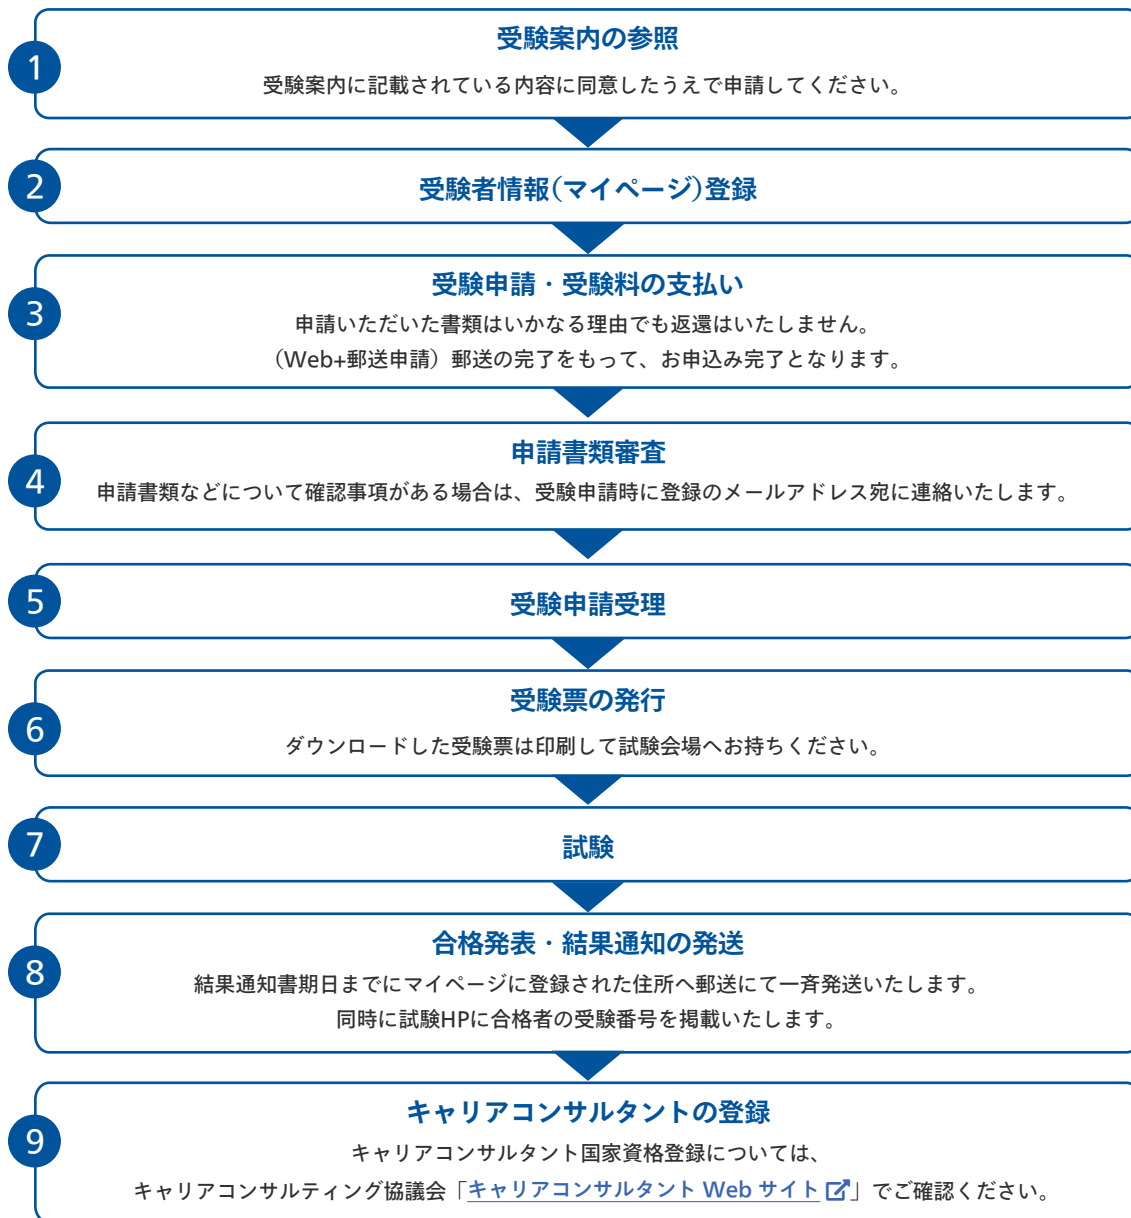 1
受験案内の参照
受験案内に記載されている内容に同意したうえで申請してください。
2
受験者情報(マイページ)登録
3
受験申請・受験料の支払い
申請いただいた書類はいかなる理由でも返還はいたしません。
（Web+郵送申請）郵送の完了をもって、お申込み完了となります。
4
申請書類審査
申請書類などについて確認事項がある場合は、受験申請時に登録のメールアドレス宛に連絡いたします。
5
受験申請受理
6
受験票の発行
ダウンロードした受験票は印刷して試験会場へお持ちください。
7
試験
8
合格発表・結果通知の発送
結果通知書期日までにマイページに登録された住所へ郵送にて一斉発送いたします。
同時に試験HPに合格者の受験番号を掲載いたします。
9
キャリアコンサルタントの登録
キャリアコンサルタント国家資格登録については、
キャリアコンサルティング協議会「キャリアコンサルタント Web サイト」でご確認ください。